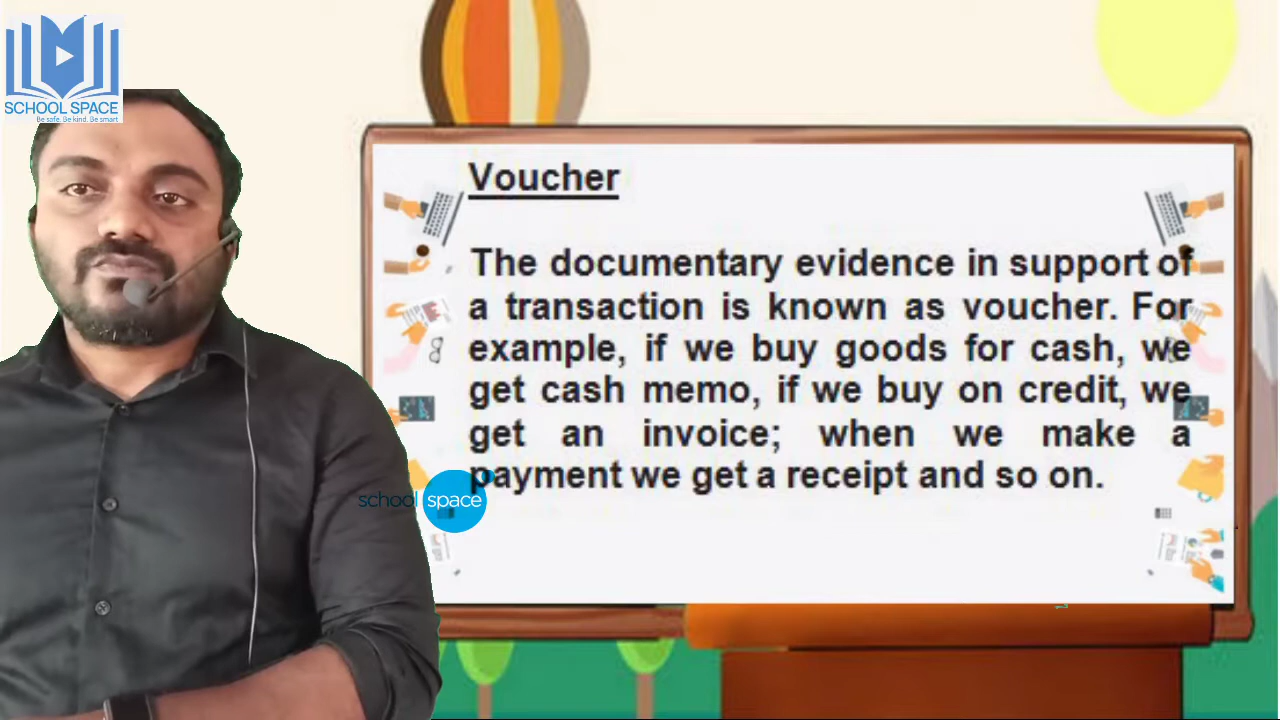 SCHOOL SPACE
Be safe. Be kind. Be smart
Voucher
The documentary evidence in support of
a transaction is known as voucher. For
example, if we buy goods for cash, we
get cash memo, if we buy on credit, we
get an invoice; when we make a
payment we get a receipt and so on.
school space